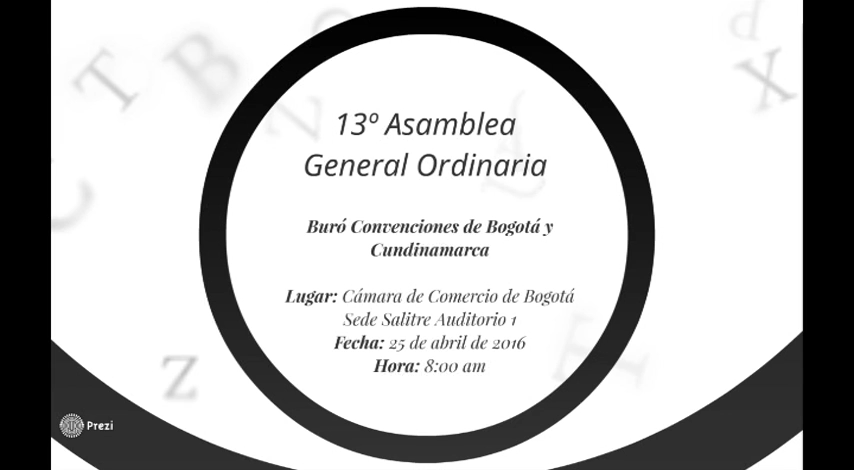 13º Asamblea
General Ordinaria
Buró Convenciones de Bogotá y
Cundinamarca
Lugar: Cámara de Comercio de Bogotá
Sede Salitre Auditorio 1
Fecha: 25 de abril de 2016
Hora: 8:00 am
T
B
Z
X
Z
Prezi